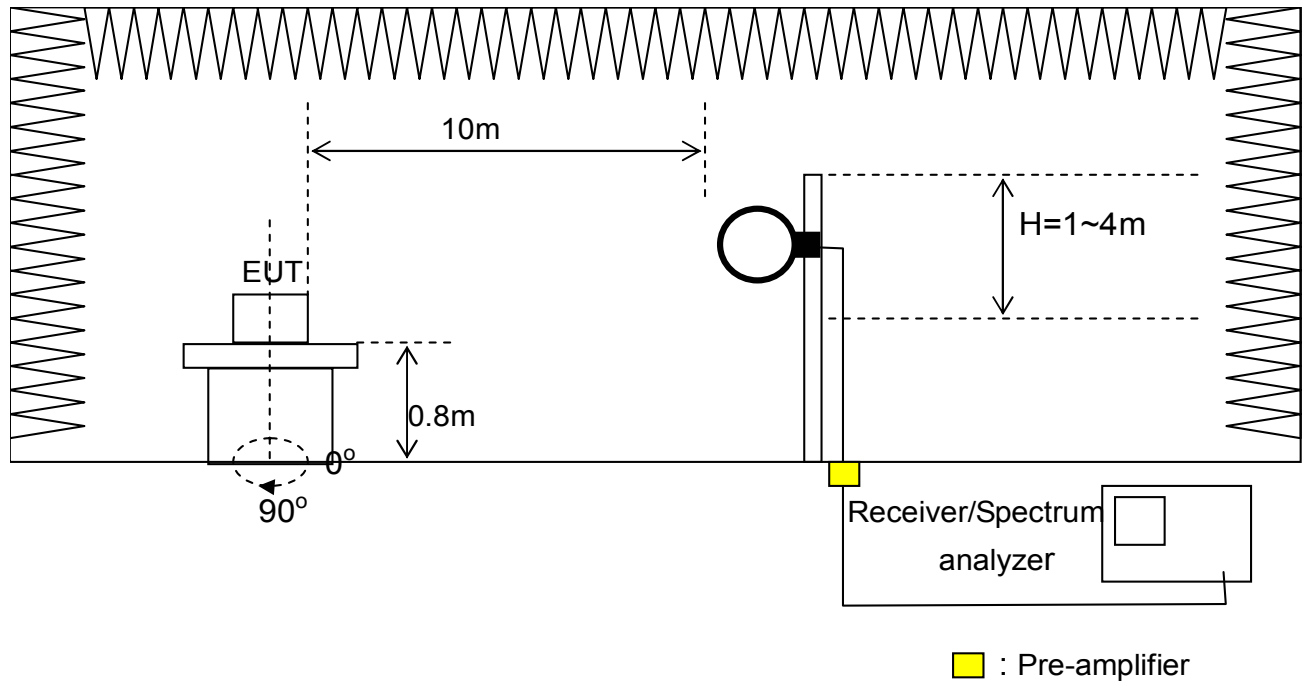 10m
H=1~4m
EUT
0.8m
0°
90°
Receiver/Spectrum
analyzer
: Pre-amplifier